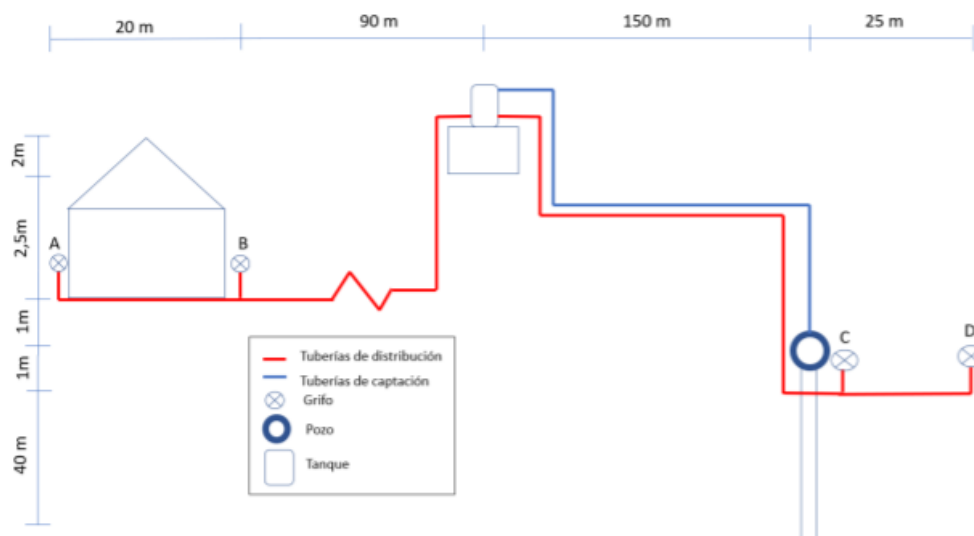 20 m
90 m
150 m
25 m
2m
2,5m
1m
1m
40 m
A
B
C
D
Tuberías de distribución
Tuberías de captación
Grifo
Pozo
Tanque